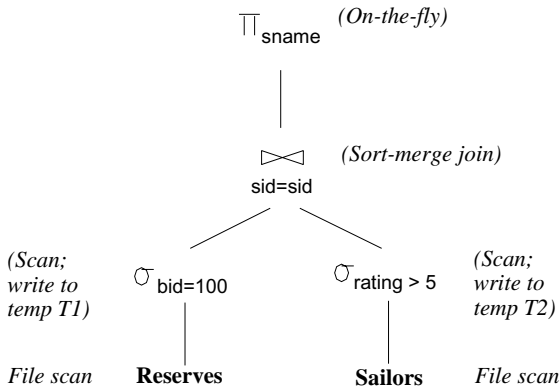 π sname (On-the-fly)
(Sort-merge join)
sid=sid
(Scan;
write to
temp T1)
σ bid=100
σ rating > 5
(Scan;
write to
temp T2)
File scan Reserves Sailors File scan